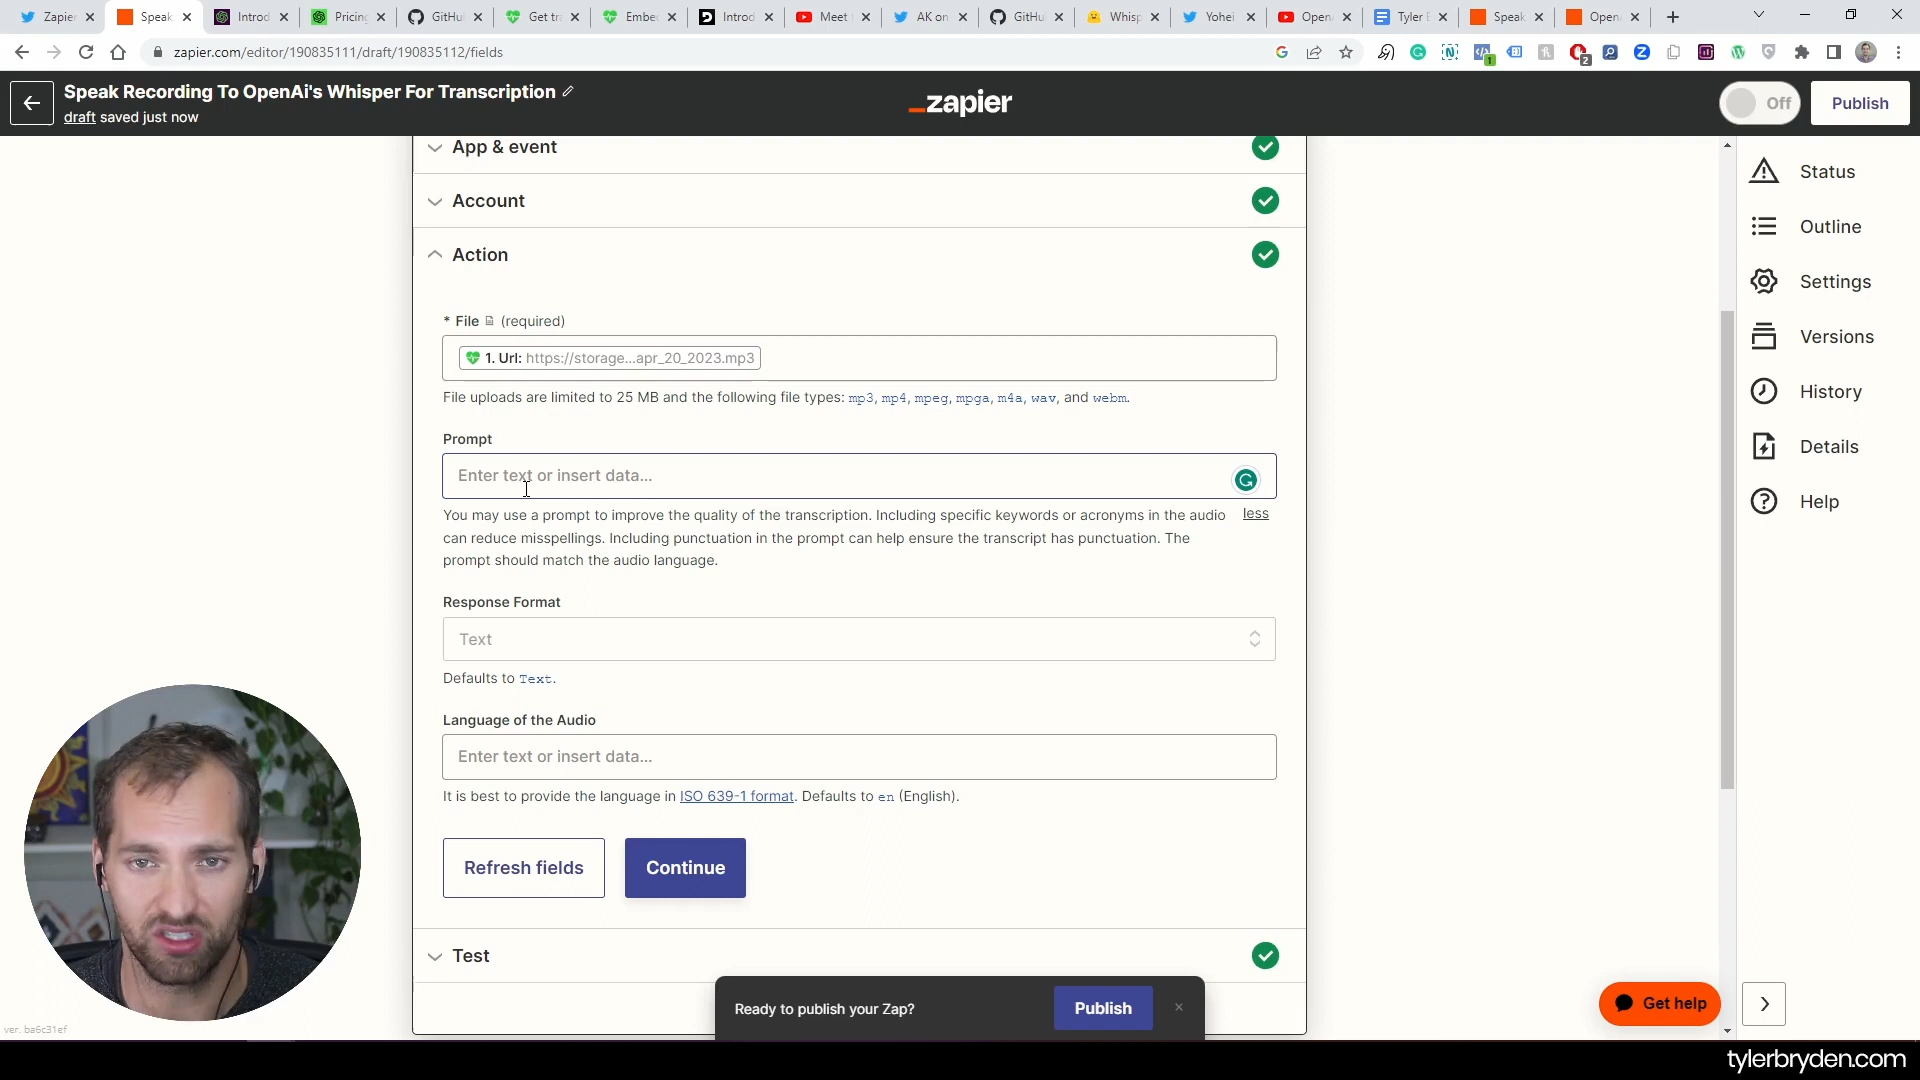 Zapier
Speak
Introd
Pricing
GitHu
Get tr
Embe
Introd
Meet
AK on
GitHu
Whisp
Yohei
Open
Tyler B
Speak
Open
zapier.com/editor/190835111/draft/190835112/fields
Speak Recording To OpenAi's Whisper For Transcription
draft saved just now
zapier
Off
Publish
App & event
Account
Action
* File (required)
1. Url: https://storage...apr_20_2023.mp3
File uploads are limited to 25 MB and the following file types: mp3, mp4, mpeg, mpga, m4a, wav, and webm.
Prompt
Enter text or insert data...
You may use a prompt to improve the quality of the transcription. Including specific keywords or acronyms in the audio less
can reduce misspellings. Including punctuation in the prompt can help ensure the transcript has punctuation. The
prompt should match the audio language.
Response Format
Text
Defaults to Text.
Language of the Audio
Enter text or insert data...
It is best to provide the language in ISO 639-1 format. Defaults to en (English).
Refresh fields
Continue
Test
Ready to publish your Zap?
Publish
Status
Outline
Settings
Versions
History
Details
Help
Get help
ver. ba6c31ef
tylerbryden.com